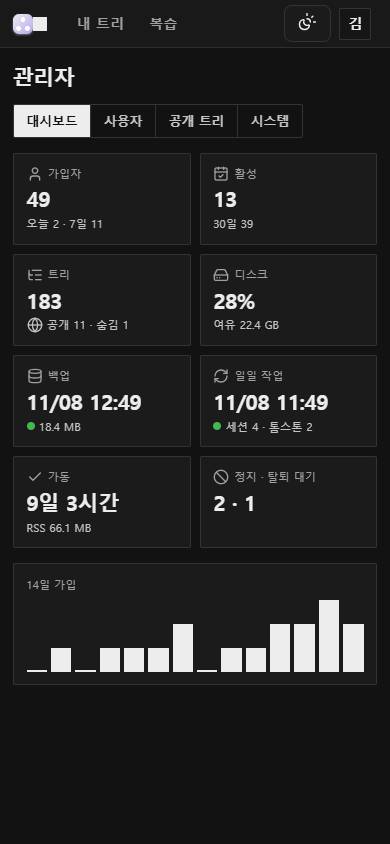 내 트리 복습 김
관리자
대시보드 사용자 공개 트리 시스템
가입자
49
오늘 2 · 7일 11
활성
13
30일 39
트리
183
공개 11 · 숨김 1
디스크
28%
여유 22.4 GB
백업
11/08 12:49
18.4 MB
일일 작업
11/08 11:49
세션 4 · 톰스톤 2
가동
9일 3시간
RSS 66.1 MB
정지 · 탈퇴 대기
2 · 1
14일 가입